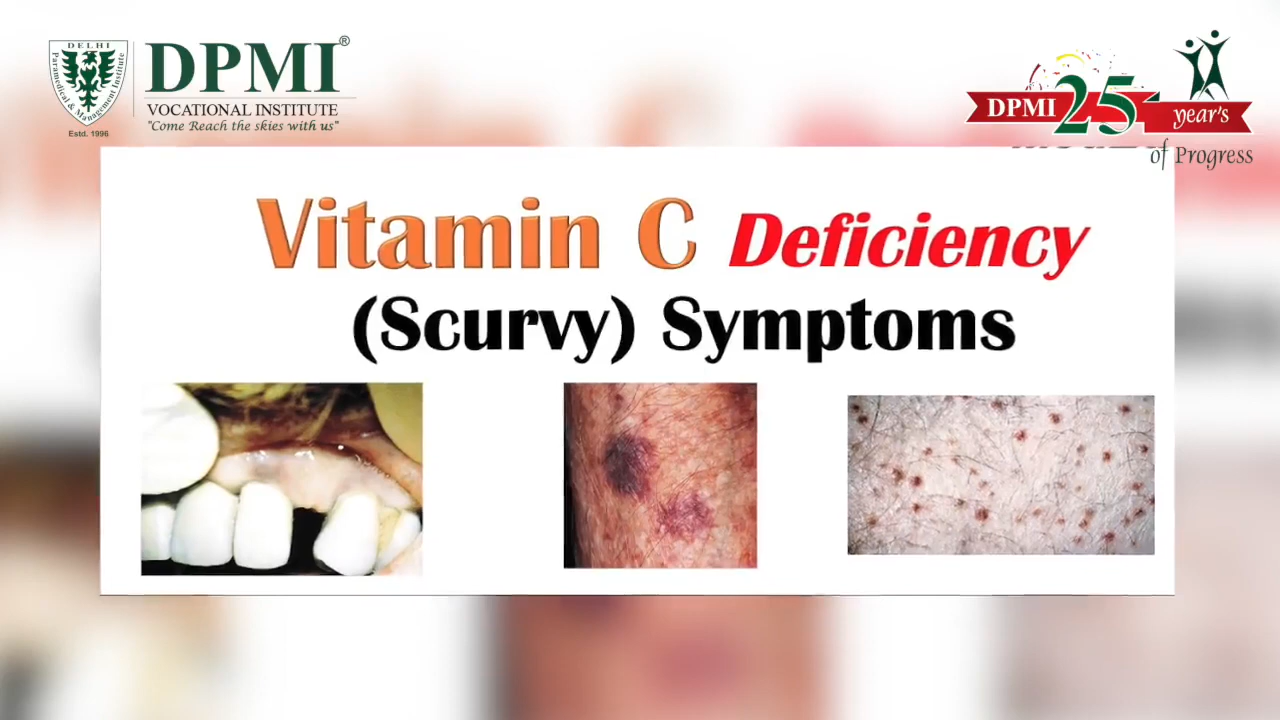 DELHI
Paramedical & Management Institute
Estd. 1996
DPMI®
VOCATIONAL INSTITUTE
"Come Reach the skies with us"
DPMI 25 year's
of Progress
Vitamin C Deficiency
(Scurvy) Symptoms